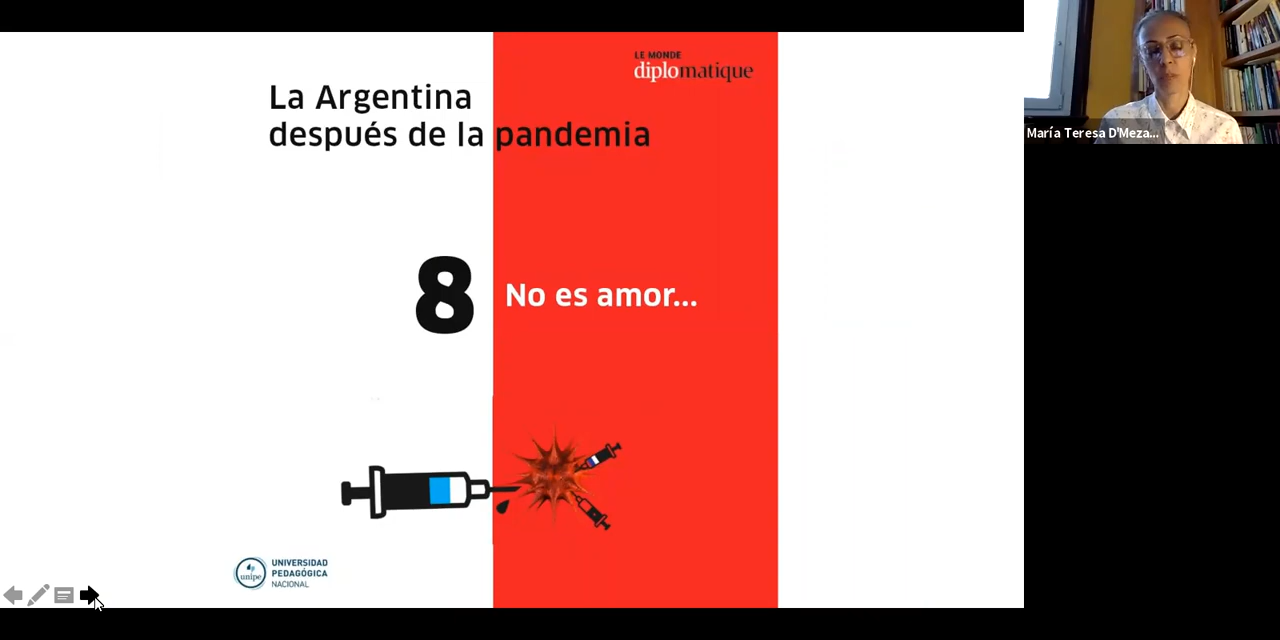 LE MONDE
diplomatique
La Argentina
después de la pandemia
8 No es amor...
unipe
UNIVERSIDAD
PEDAGÓGICA
NACIONAL
María Teresa D'Meza...